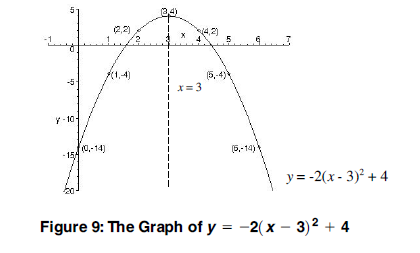 5
(3,4)
(2,2) x (4,2)
-1 1 2 3 4 5 6 7
0
(1,-4) (5,-4)
-5
x = 3
y -10
(0,-14) (6,-14)
-15
-20
y = -2(x - 3)² + 4
Figure 9: The Graph of y = −2( x − 3)² + 4